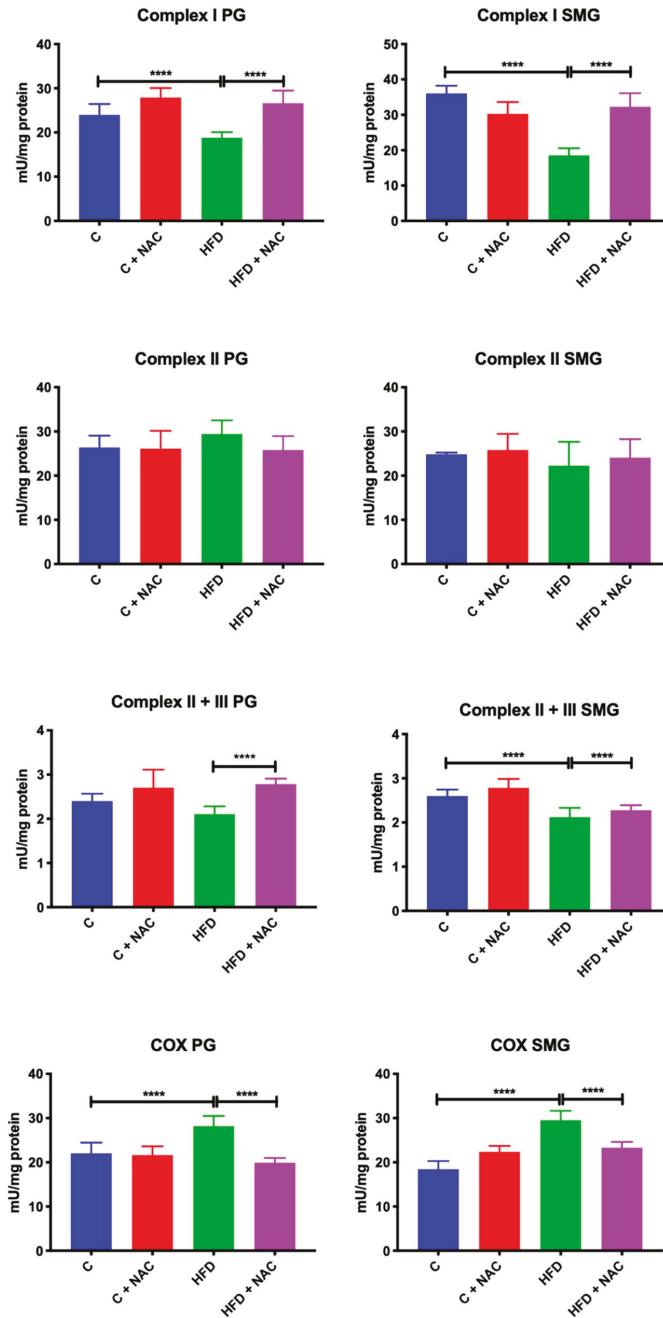 Complex I PG
mU/mg protein
40
30
20
10
0
**** ****
C
C + NAC
HFD
HFD + NAC
Complex I SMG
mU/mg protein
50
40
30
20
10
0
**** ****
C
C + NAC
HFD
HFD + NAC
Complex II PG
mU/mg protein
40
30
20
10
0
C
C + NAC
HFD
HFD + NAC
Complex II SMG
mU/mg protein
40
30
20
10
0
C
C + NAC
HFD
HFD + NAC
Complex II + III PG
mU/mg protein
4
3
2
1
0
****
C
C + NAC
HFD
HFD + NAC
Complex II + III SMG
mU/mg protein
4
3
2
1
0
**** ****
C
C + NAC
HFD
HFD + NAC
COX PG
mU/mg protein
40
30
20
10
0
**** ****
C
C + NAC
HFD
HFD + NAC
COX SMG
mU/mg protein
40
30
20
10
0
**** ****
C
C + NAC
HFD
HFD + NAC